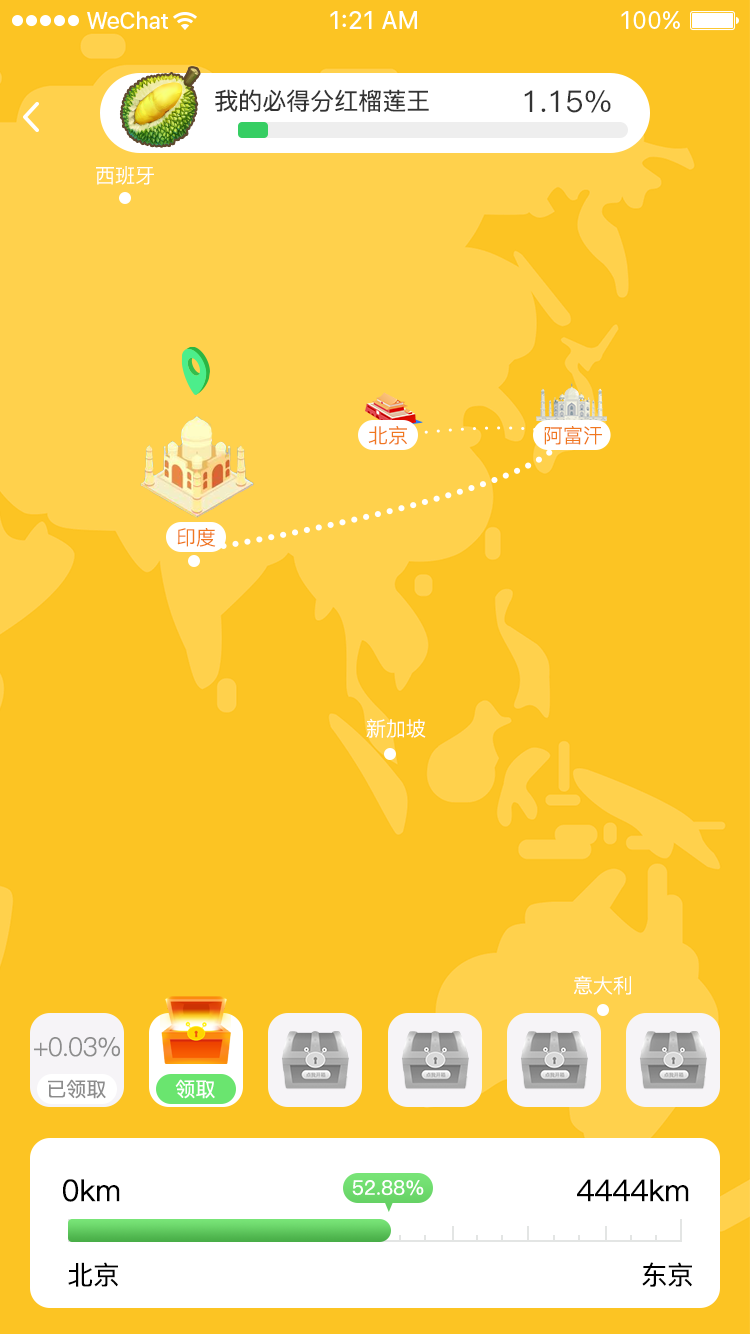 WeChat 1:21 AM 100%
我的必得分红榴莲王 1.15%
西班牙
北京
阿富汗
印度
新加坡
意大利
+0.03%
已领取
领取
0km 52.88% 4444km
北京 东京